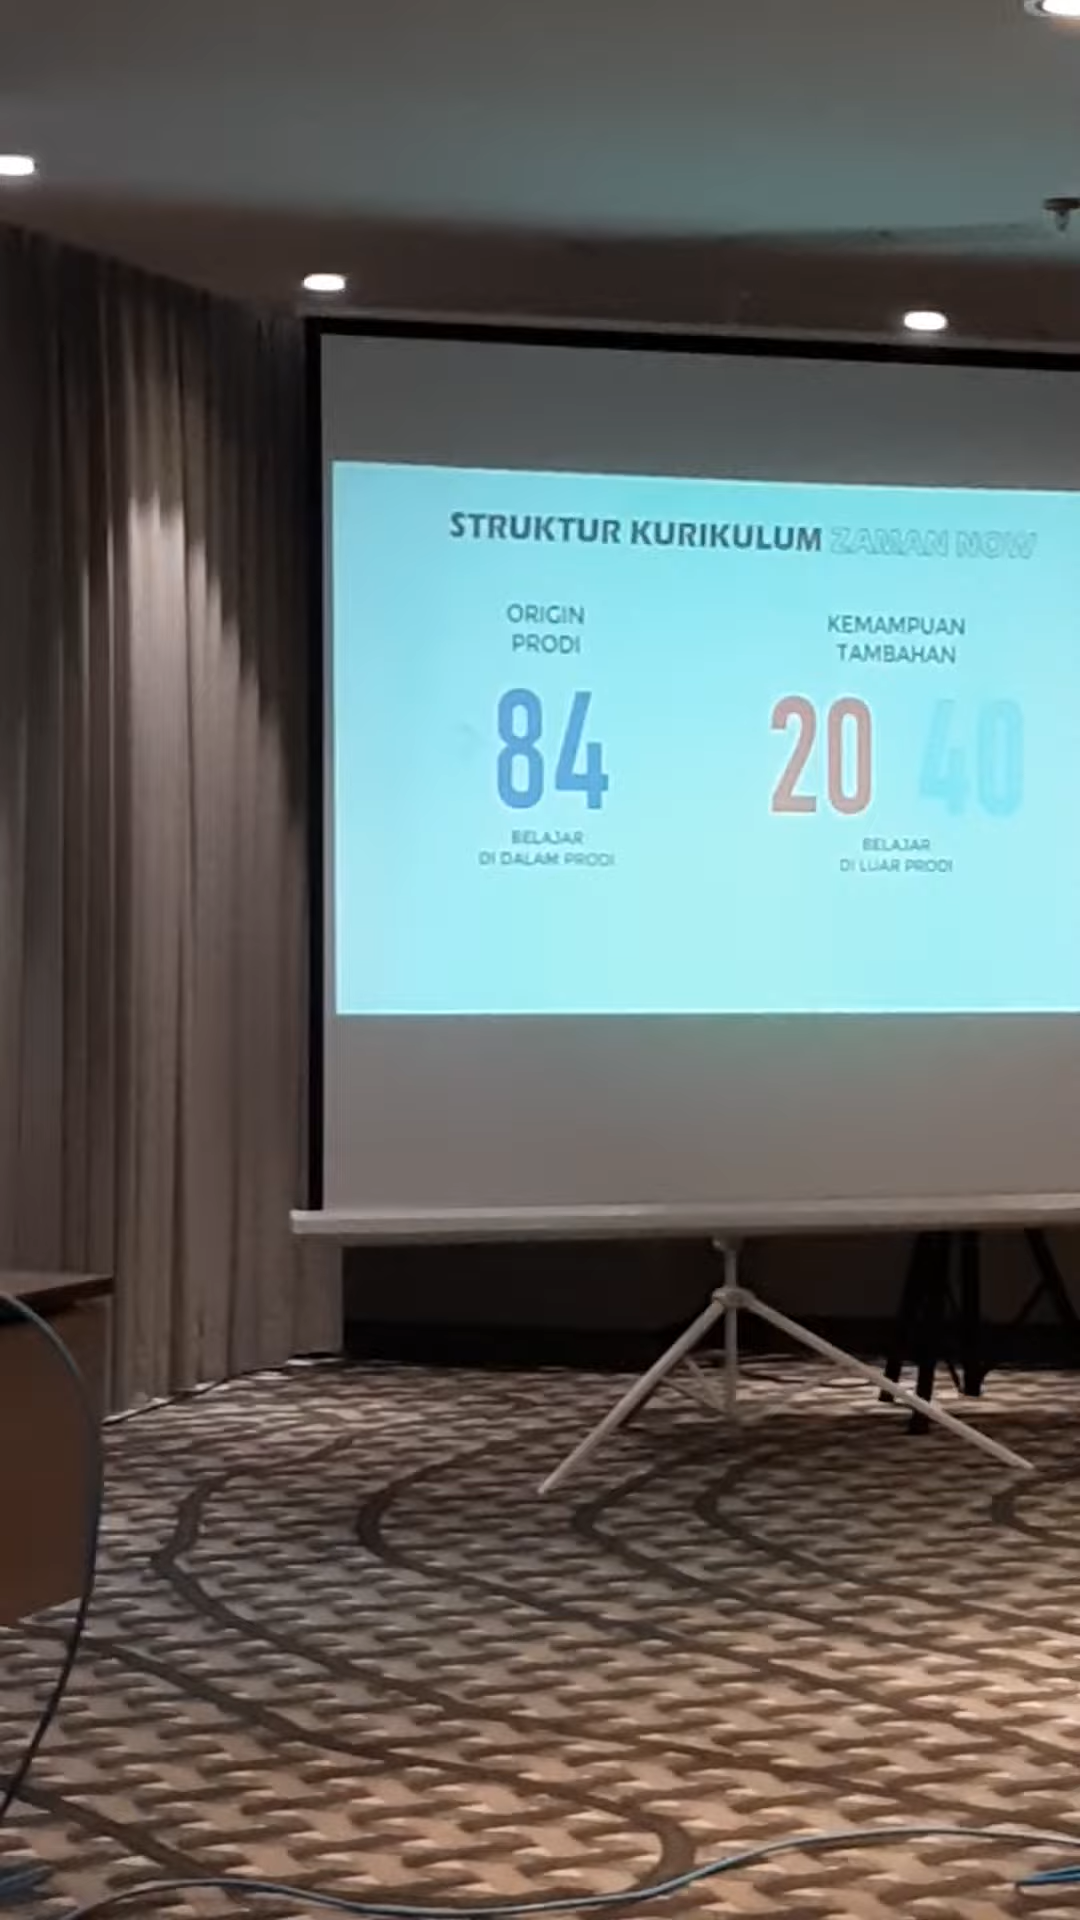 STRUKTUR KURIKULUM ZAMAN NOW
ORIGIN
PRODI
84
BELAJAR
DI DALAM PRODI
KEMAMPUAN
TAMBAHAN
20 40
BELAJAR
DI LUAR PRODI